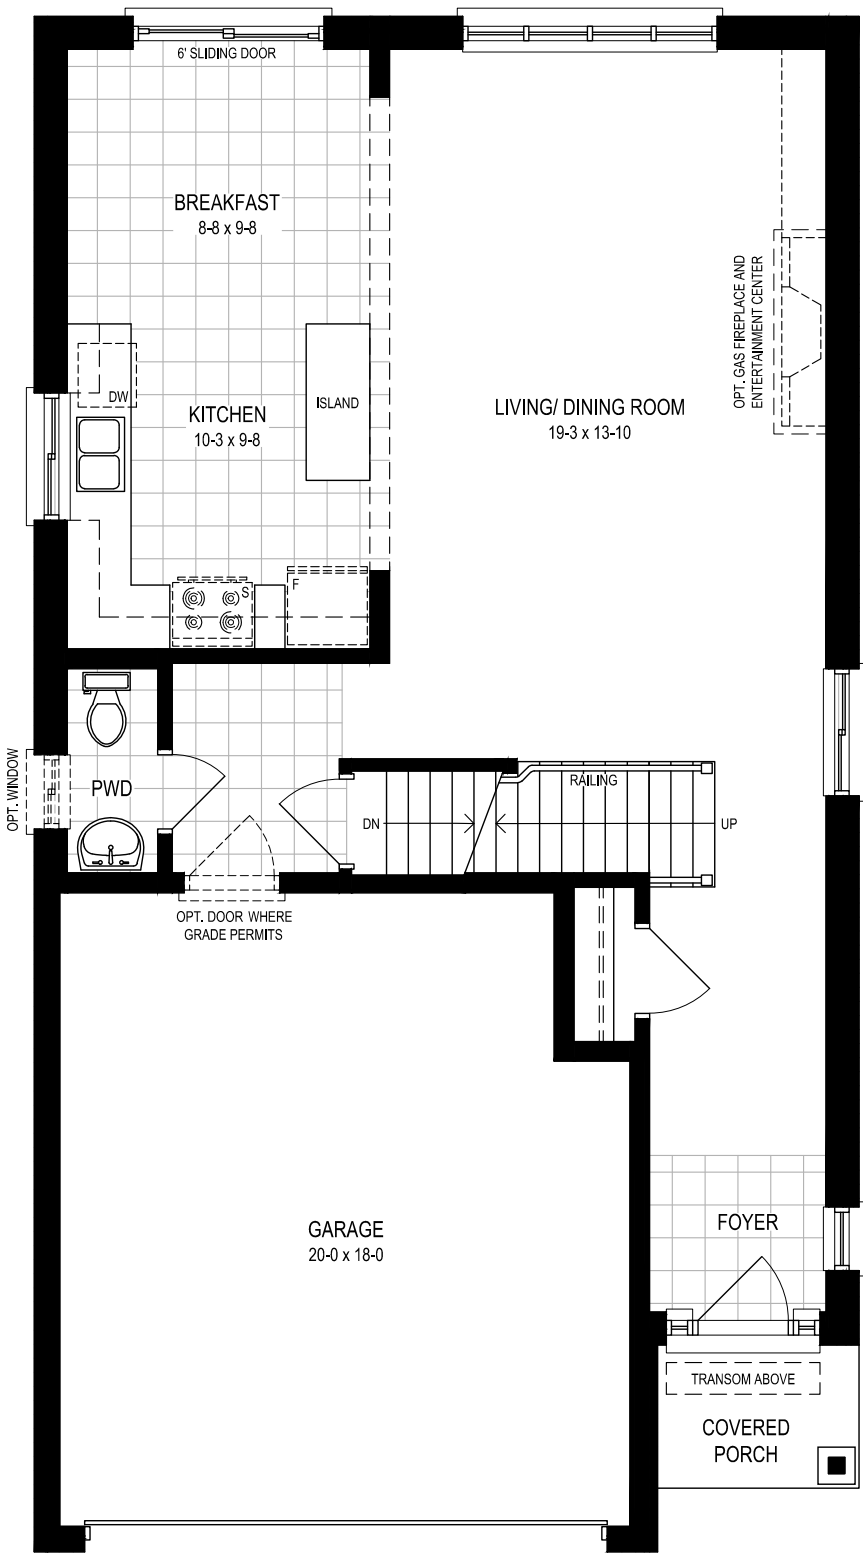 6' SLIDING DOOR
BREAKFAST
8-8 x 9-8
OPT. GAS FIREPLACE AND
ENTERTAINMENT CENTER
DW
KITCHEN
10-3 x 9-8
ISLAND
LIVING/ DINING ROOM
19-3 x 13-10
S
F
OPT. WINDOW
PWD
RAILING
DN
UP
OPT. DOOR WHERE
GRADE PERMITS
GARAGE
20-0 x 18-0
FOYER
TRANSOM ABOVE
COVERED
PORCH